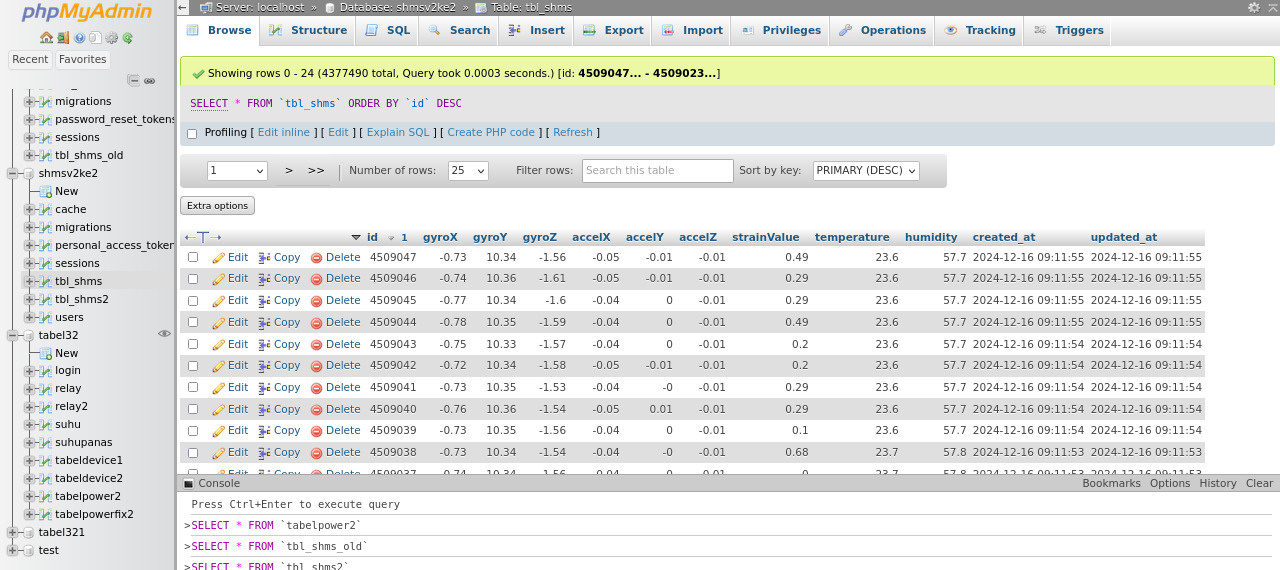 phpMyAdmin
Recent Favorites
migrations
password_reset_tokens
sessions
tbl_shms_old
shmsv2ke2
New
cache
migrations
personal_access_token
sessions
tbl_shms
tbl_shms2
users
tabel32
New
login
relay
relay2
suhu
suhupanas
tabeldevice1
tabeldevice2
tabelpower2
tabelpowerfix2
tabel321
test
Server: localhost » Database: shmsv2ke2 » Table: tbl_shms
Browse Structure SQL Search Insert Export Import Privileges Operations Tracking Triggers
Showing rows 0 - 24 (4377490 total, Query took 0.0003 seconds.) [id: 4509047... - 4509023...]
SELECT * FROM `tbl_shms` ORDER BY `id` DESC
Profiling [ Edit inline ] [ Edit ] [ Explain SQL ] [ Create PHP code ] [ Refresh ]
1 > >> Number of rows: 25 Filter rows: Search this table Sort by key: PRIMARY (DESC)
Extra options
id 1 gyroX gyroY gyroZ accelX accelY accelZ strainValue temperature humidity created_at updated_at
Edit Copy Delete 4509047 -0.73 10.34 -1.56 -0.05 -0.01 -0.01 0.49 23.6 57.7 2024-12-16 09:11:55 2024-12-16 09:11:55
Edit Copy Delete 4509046 -0.74 10.36 -1.61 -0.05 -0.01 -0.01 0.29 23.6 57.7 2024-12-16 09:11:55 2024-12-16 09:11:55
Edit Copy Delete 4509045 -0.77 10.34 -1.6 -0.04 0 -0.01 0.29 23.6 57.7 2024-12-16 09:11:55 2024-12-16 09:11:55
Edit Copy Delete 4509044 -0.78 10.35 -1.59 -0.04 0 -0.01 0.49 23.6 57.7 2024-12-16 09:11:55 2024-12-16 09:11:55
Edit Copy Delete 4509043 -0.75 10.33 -1.57 -0.04 0 -0.01 0.2 23.6 57.7 2024-12-16 09:11:54 2024-12-16 09:11:54
Edit Copy Delete 4509042 -0.72 10.34 -1.58 -0.05 -0.01 -0.01 0.2 23.6 57.7 2024-12-16 09:11:54 2024-12-16 09:11:54
Edit Copy Delete 4509041 -0.73 10.35 -1.53 -0.04 -0 -0.01 0.29 23.6 57.7 2024-12-16 09:11:54 2024-12-16 09:11:54
Edit Copy Delete 4509040 -0.76 10.36 -1.54 -0.05 0.01 -0.01 0.29 23.6 57.7 2024-12-16 09:11:54 2024-12-16 09:11:54
Edit Copy Delete 4509039 -0.73 10.35 -1.56 -0.04 0 -0.01 0.1 23.6 57.7 2024-12-16 09:11:54 2024-12-16 09:11:54
Edit Copy Delete 4509038 -0.73 10.34 -1.54 -0.04 -0 -0.01 0.68 23.7 57.8 2024-12-16 09:11:53 2024-12-16 09:11:53
Console Bookmarks Options History Clear
Press Ctrl+Enter to execute query
>SELECT * FROM `tabelpower2`
>SELECT * FROM `tbl_shms_old`
>SELECT * FROM `tbl_shms2`